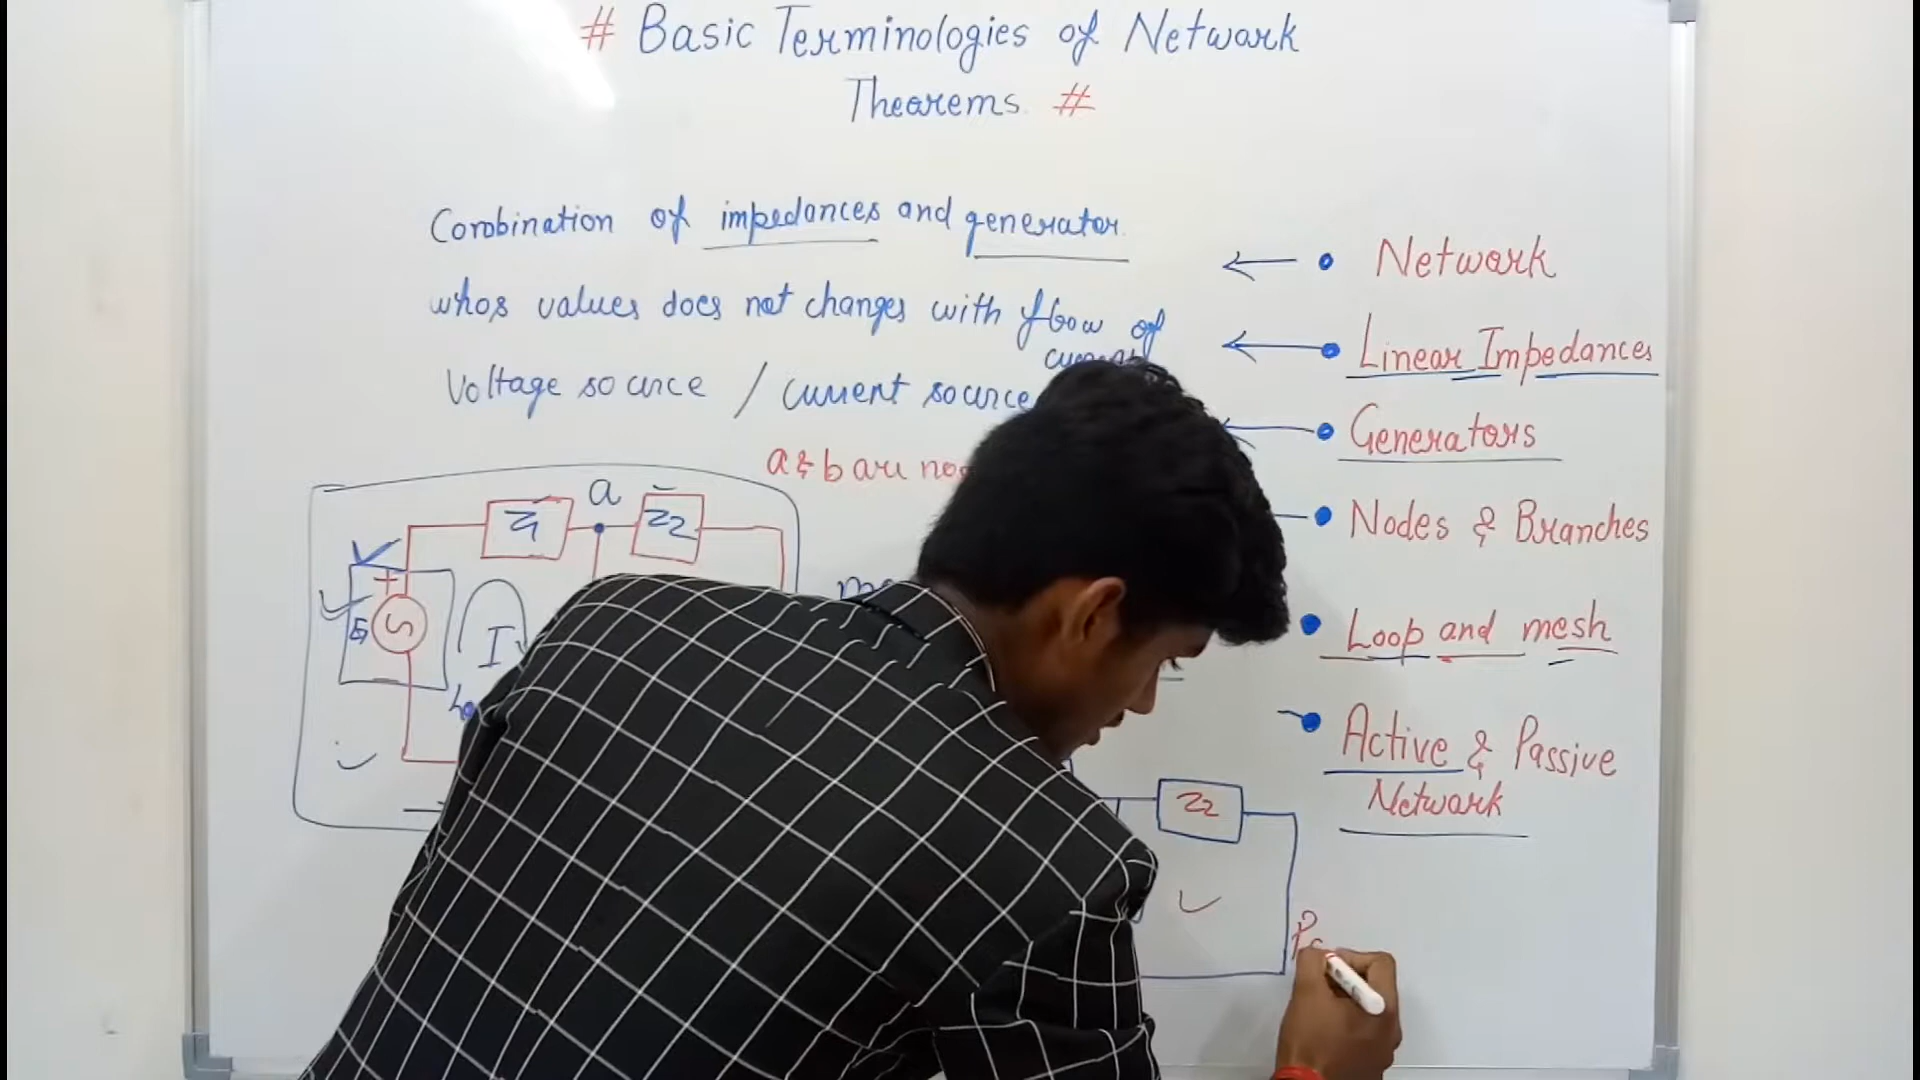 # Basic Terminologies of Network
Theorems #
Combination of impedances and generator
whos values does not changes with flow of
current
Voltage source / current source
a & b are
Network
Linear Impedances
Generators
Nodes & Branches
Loop and mesh
Active & Passive
Network
a
Z1
Z2
+
I
Z2